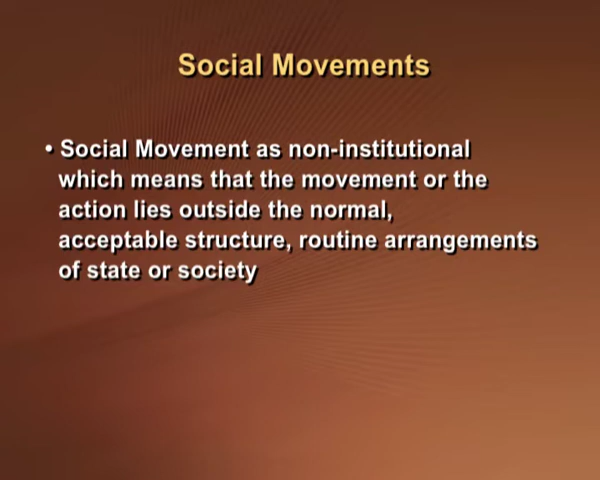 Social Movements
• Social Movement as non-institutional
which means that the movement or the
action lies outside the normal,
acceptable structure, routine arrangements
of state or society